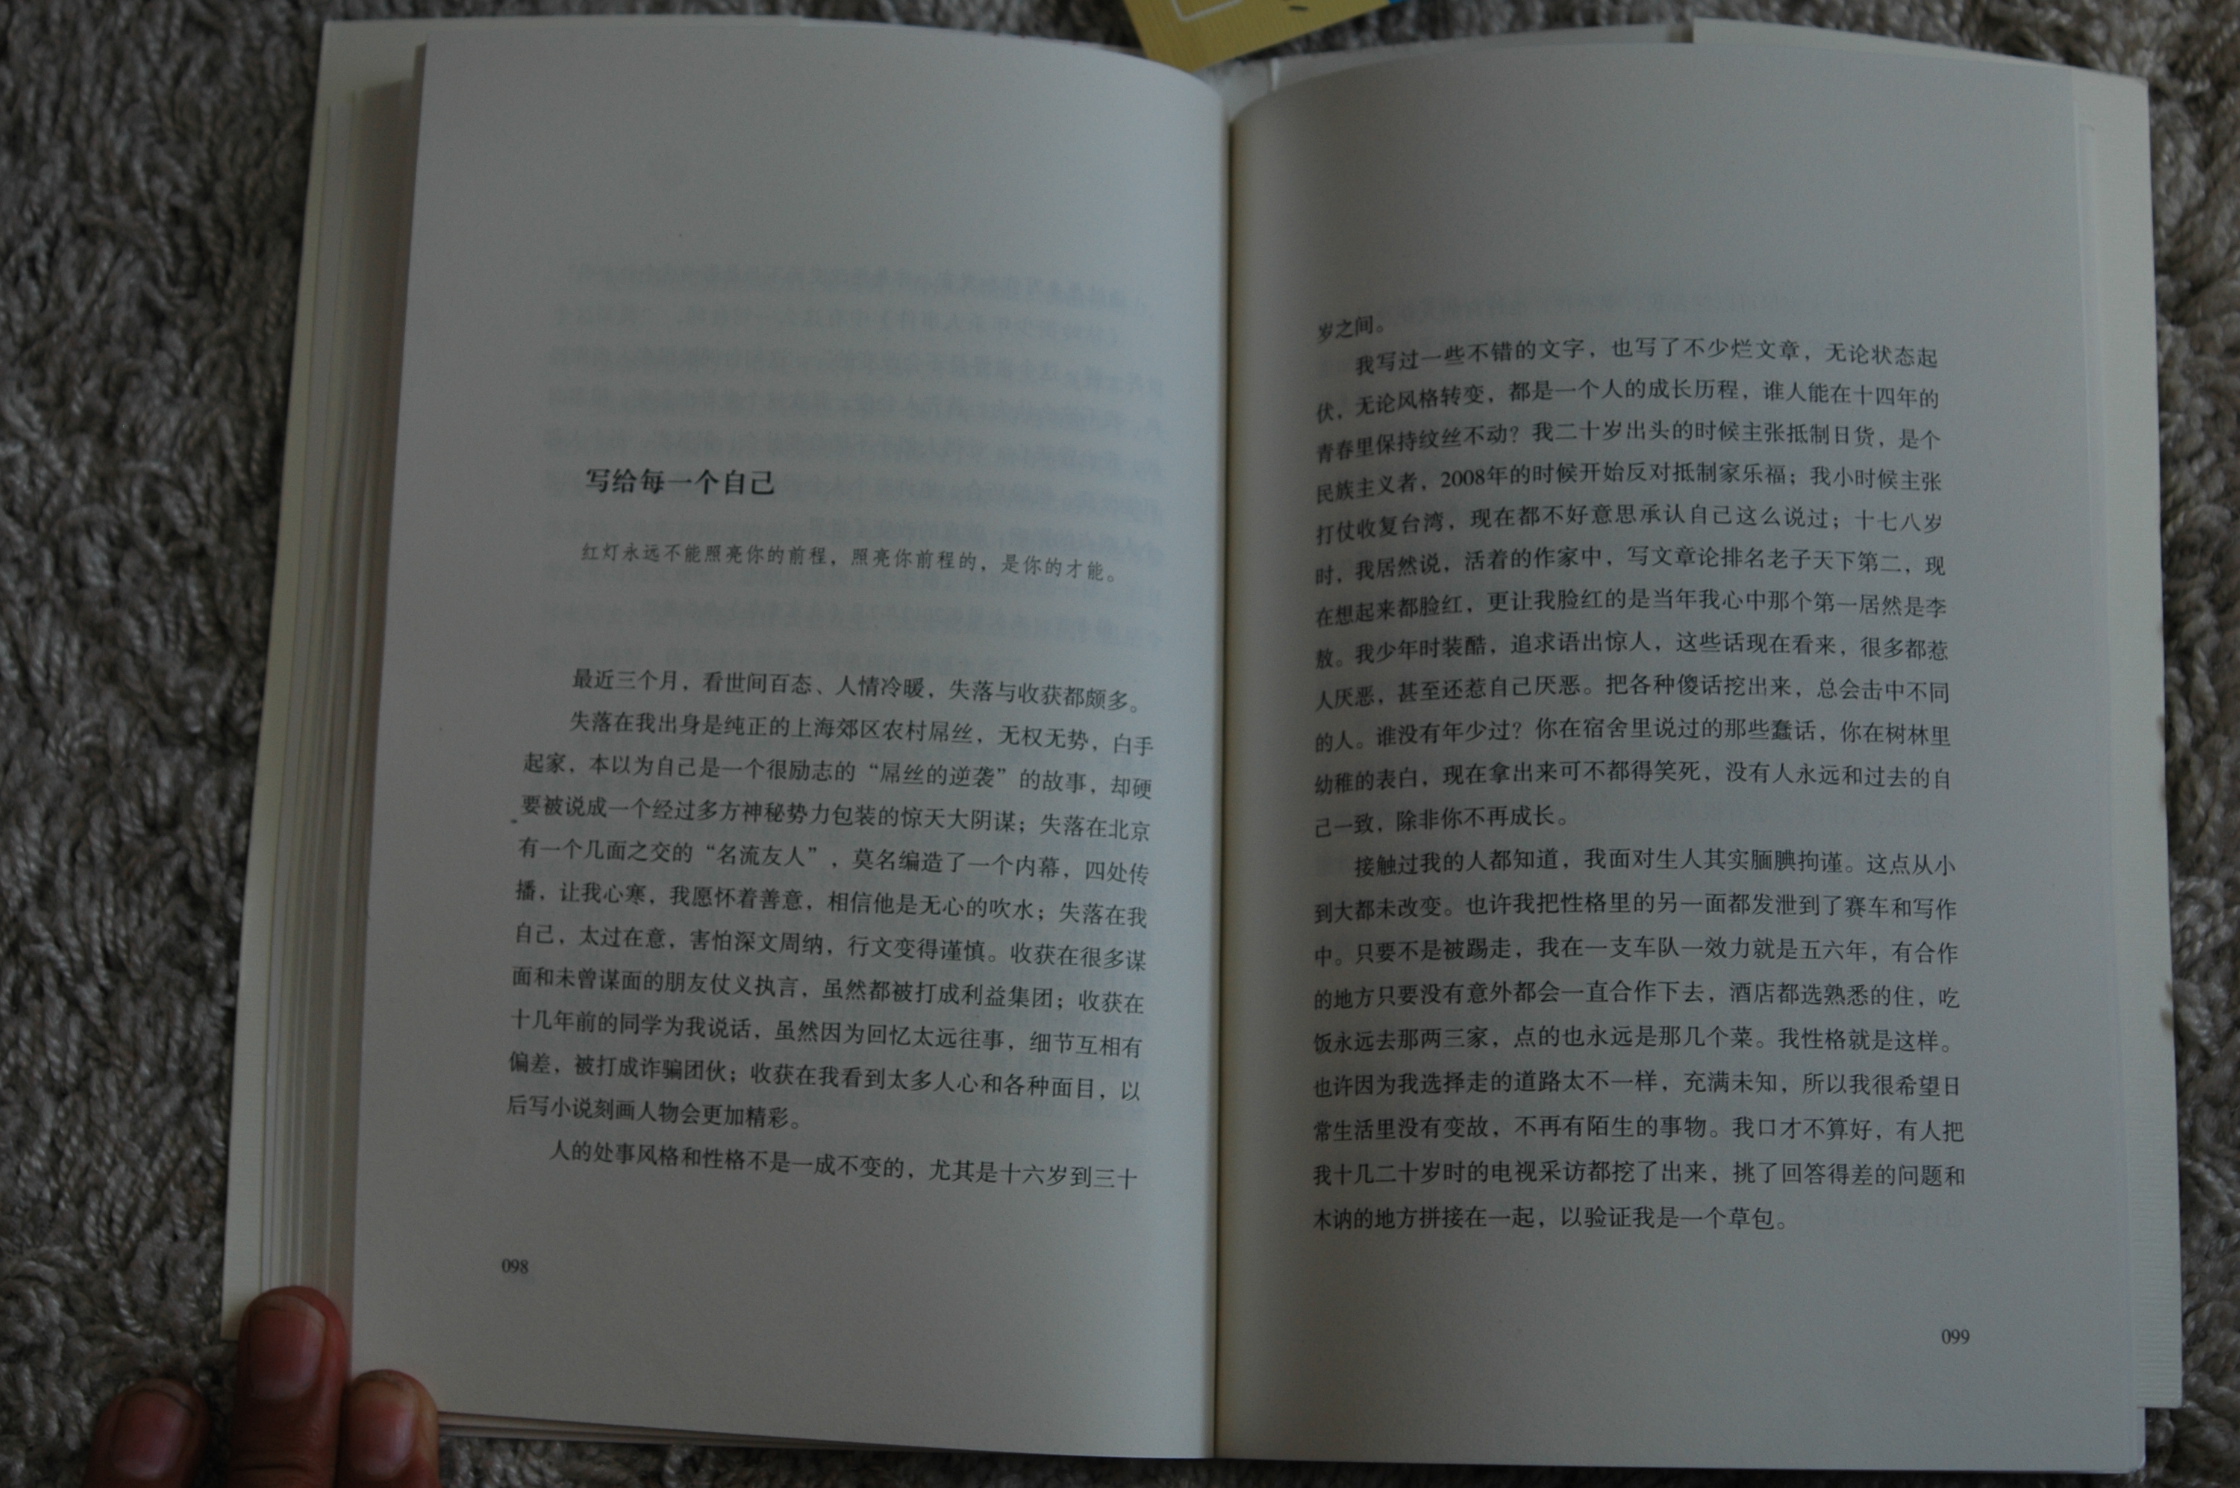 写给每一个自己
红灯永远不能照亮你的前程，照亮你前程的，是你的才能。
最近三个月，看世间百态、人情冷暖，失落与收获都颇多。
失落在我出身是纯正的上海郊区农村屌丝，无权无势，白手
起家，本以为自己是一个很励志的“屌丝的逆袭”的故事，却硬
要被说成一个经过多方神秘势力包装的惊天大阴谋；失落在北京
有一个几面之交的“名流友人”，莫名编造了一个内幕，四处传
播，让我心寒，我愿怀着善意，相信他是无心的吹水；失落在我
自己，太过在意，害怕深文周纳，行文变得谨慎。收获在很多谋
面和未曾谋面的朋友仗义执言，虽然都被打成利益集团；收获在
十几年前的同学为我说话，虽然因为回忆太远往事，细节互相有
偏差，被打成诈骗团伙；收获在我看到太多人心和各种面目，以
后写小说刻画人物会更加精彩。
人的处事风格和性格不是一成不变的，尤其是十六岁到三十
098
岁之间。
我写过一些不错的文字，也写了不少烂文章，无论状态起
伏，无论风格转变，都是一个人的成长历程，谁人能在十四年的
青春里保持纹丝不动？我二十岁出头的时候主张抵制日货，是个
民族主义者，2008年的时候开始反对抵制家乐福；我小时候主张
打仗收复台湾，现在都不好意思承认自己这么说过；十七八岁
时，我居然说，活着的作家中，写文章论排名老子天下第二，现
在想起来都脸红，更让我脸红的是当年我心中那个第一居然是李
敖。我少年时装酷，追求语出惊人，这些话现在看来，很多都惹
人厌恶，甚至还惹自己厌恶。把各种傻话挖出来，总会击中不同
的人。谁没有年少过？你在宿舍里说过的那些蠢话，你在树林里
幼稚的表白，现在拿出来可不都得笑死，没有人永远和过去的自
己一致，除非你不再成长。
接触过我的人都知道，我面对生人其实腼腆拘谨。这点从小
到大都未改变。也许我把性格里的另一面都发泄到了赛车和写作
中。只要不是被踢走，我在一支车队一效力就是五六年，有合作
的地方只要没有意外都会一直合作下去，酒店都选熟悉的住，吃
饭永远去那两三家，点的也永远是那几个菜。我性格就是这样。
也许因为我选择走的道路太不一样，充满未知，所以我很希望日
常生活里没有变故，不再有陌生的事物。我口才不算好，有人把
我十几二十岁时的电视采访都挖了出来，挑了回答得差的问题和
木讷的地方拼接在一起，以验证我是一个草包。
099